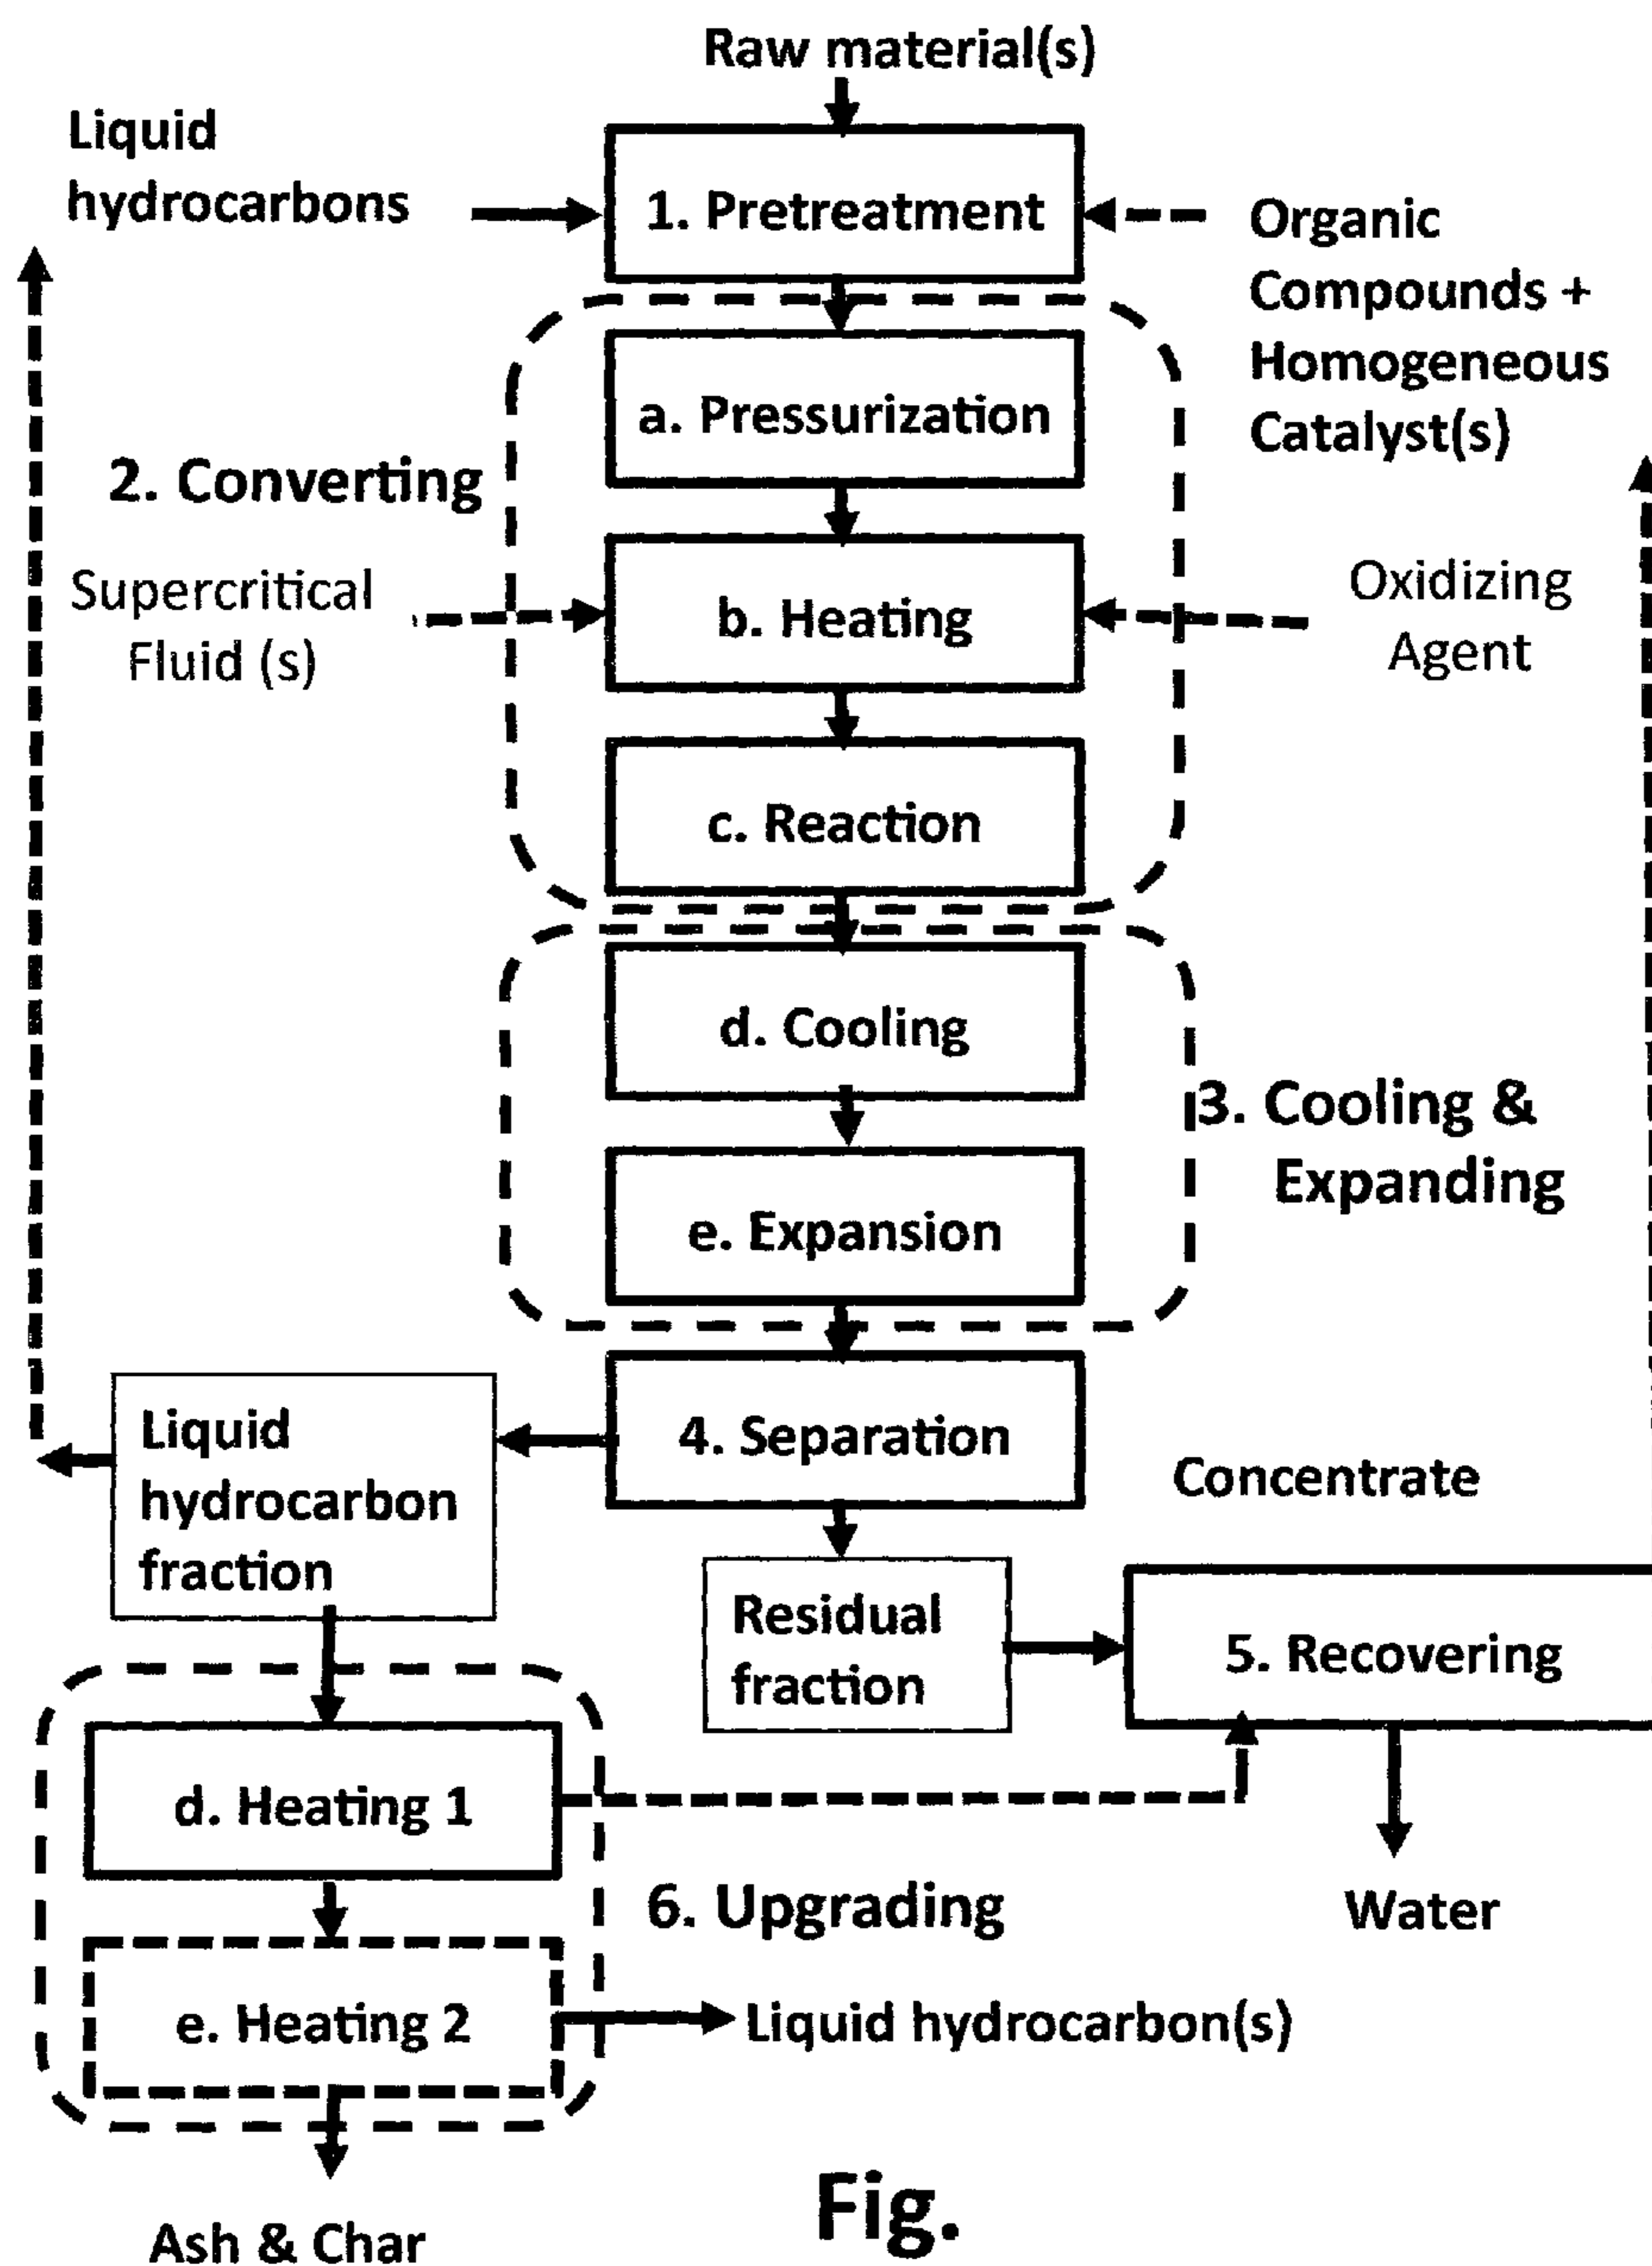 Raw material(s)
Liquid
hydrocarbons
1. Pretreatment
Organic
Compounds +
Homogeneous
Catalyst(s)
a. Pressurization
2. Converting
Supercritical
Fluid (s)
b. Heating
Oxidizing
Agent
c. Reaction
d. Cooling
3. Cooling &
Expanding
e. Expansion
Liquid
hydrocarbon
fraction
4. Separation
Concentrate
Residual
fraction
5. Recovering
d. Heating 1
6. Upgrading
Water
e. Heating 2
Liquid hydrocarbon(s)
Ash & Char
Fig.